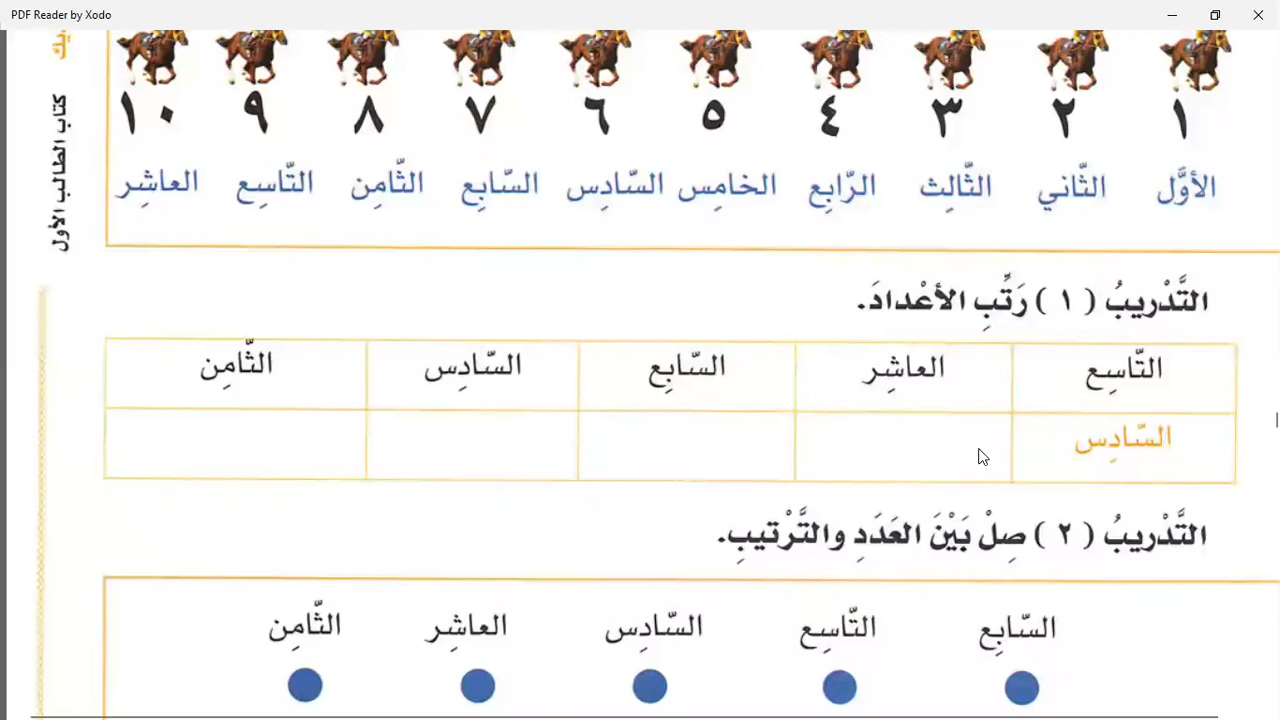 PDF Reader by Xodo
كتاب الطالب الأول
١ ٢ ٣ ٤ ٥ ٦ ٧ ٨ ٩ ١٠
الأوَّل الثَّاني الثَّالِث الرَّابِع الخامِس السَّادِس السَّابِع الثَّامِن التَّاسِع العاشِر
التَّدْريبُ ( ١ ) رَتِّبِ الأعْدادَ.
التَّاسِع العاشِر السَّابِع السَّادِس الثَّامِن
السَّادِس
التَّدْريبُ ( ٢ ) صِلْ بَيْنَ العَدَدِ والتَّرْتيبِ.
السَّابِع التَّاسِع السَّادِس العاشِر الثَّامِن